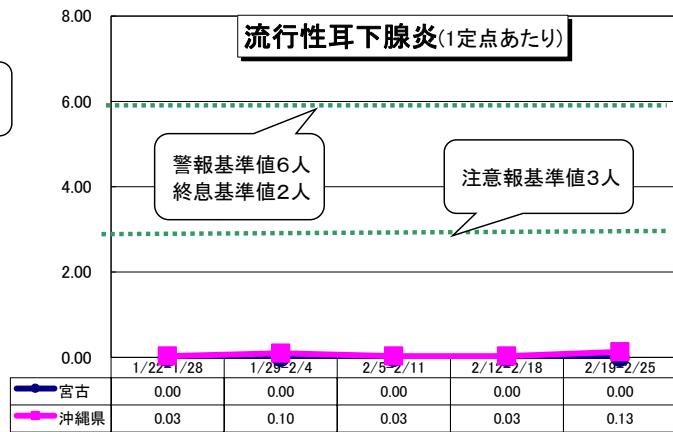 流行性耳下腺炎(1定点あたり)
8.00
6.00
4.00
2.00
0.00
警報基準値6人
終息基準値2人
注意報基準値3人
1/22-1/28 1/29-2/4 2/5-2/11 2/12-2/18 2/19-2/25
宮古 0.00 0.00 0.00 0.00 0.00
沖縄県 0.03 0.10 0.03 0.03 0.13